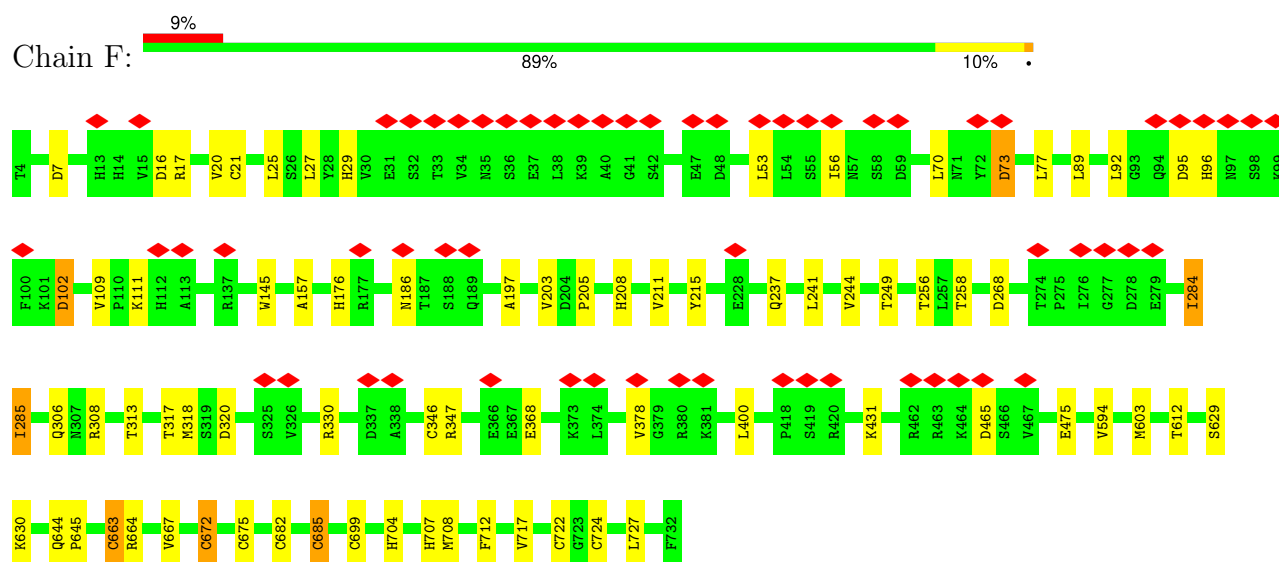 9%
Chain F:
89% 10% •
T4 D7 H13 H14 V15 D16 R17 V20 C21 L25 S26 L27 Y28 H29 V30 E31 S32 T33 V34 N35 S36 E37 L38 K39 A40 G41 S42 E47 D48 L53 L54 S55 I56 N57 S58 D59 L70 N71 Y72 D73 L77 L89 L92 G93 Q94 D95 H96 N97 S98 K99
F100 K101 D102 V109 P110 K111 H112 A113 R137 W145 A157 H176 R177 N186 T187 S188 Q189 A197 V203 D204 P205 H208 V211 Y215 E228 Q237 L241 V244 T249 T256 L257 T258 D268 T274 P275 I276 G277 D278 E279 I284
I285 Q306 N307 R308 T313 T317 M318 S319 D320 S325 V326 R330 D337 A338 C346 R347 E366 E367 E368 K373 L374 V378 G379 R380 K381 L400 P418 S419 R420 K431 R462 R463 K464 D465 S466 V467 E475 V594 M603 T612 S629
K630 Q644 P645 C663 R664 V667 C672 C675 C682 C685 C699 H704 H707 M708 F712 V717 C722 G723 C724 L727 F732